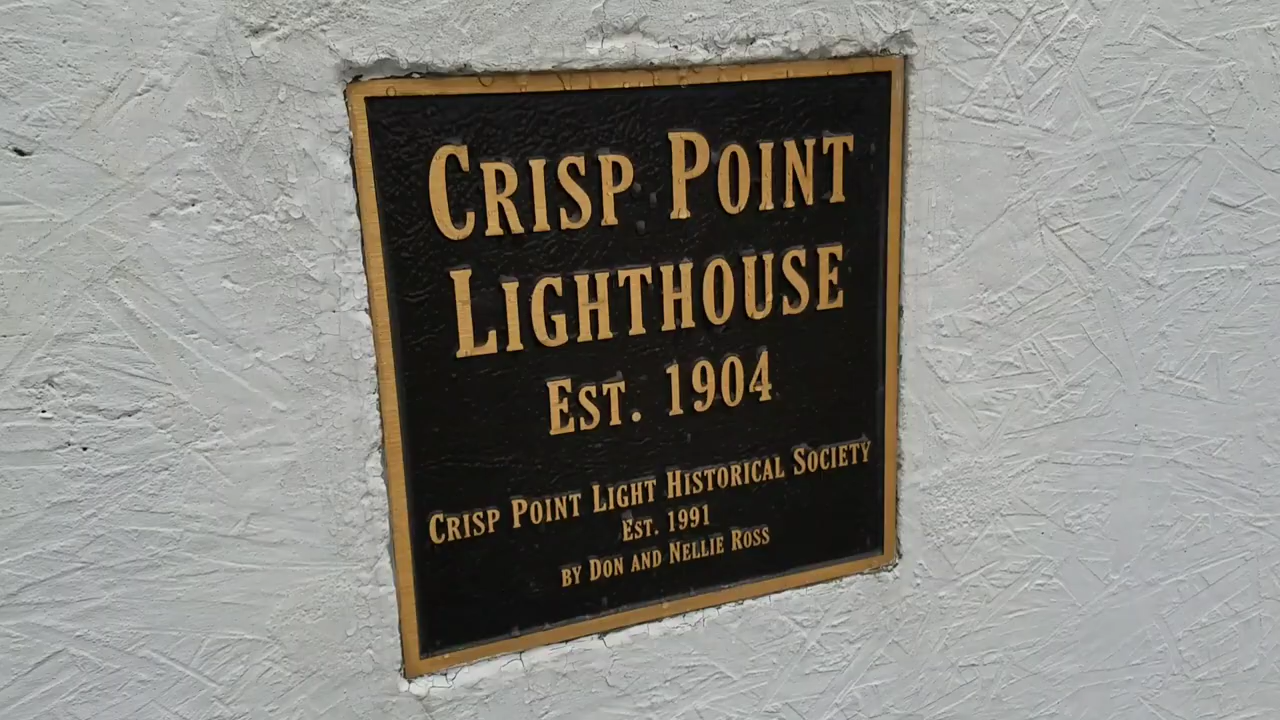 Crisp Point
Lighthouse
Est. 1904
Crisp Point Light Historical Society
Est. 1991
by Don and Nellie Ross